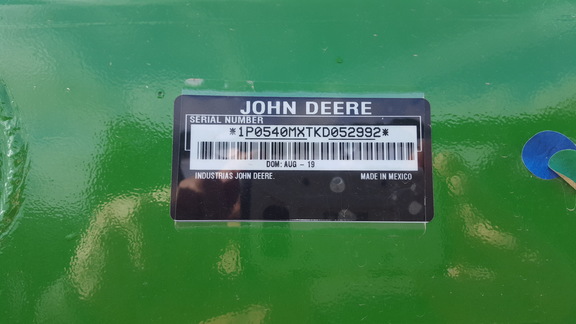 JOHN DEERE
SERIAL NUMBER
*1P0540MXTKD052992*
DOM: AUG - 19
INDUSTRIAS JOHN DEERE. MADE IN MEXICO